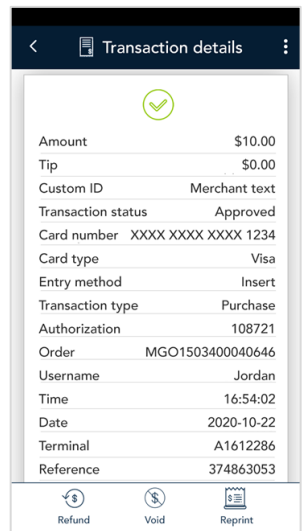 Transaction details
Amount $10.00
Tip $0.00
Custom ID Merchant text
Transaction status Approved
Card number XXXX XXXX XXXX 1234
Card type Visa
Entry method Insert
Transaction type Purchase
Authorization 108721
Order MGO1503400040646
Username Jordan
Time 16:54:02
Date 2020-10-22
Terminal A1612286
Reference 374863053
Refund Void Reprint